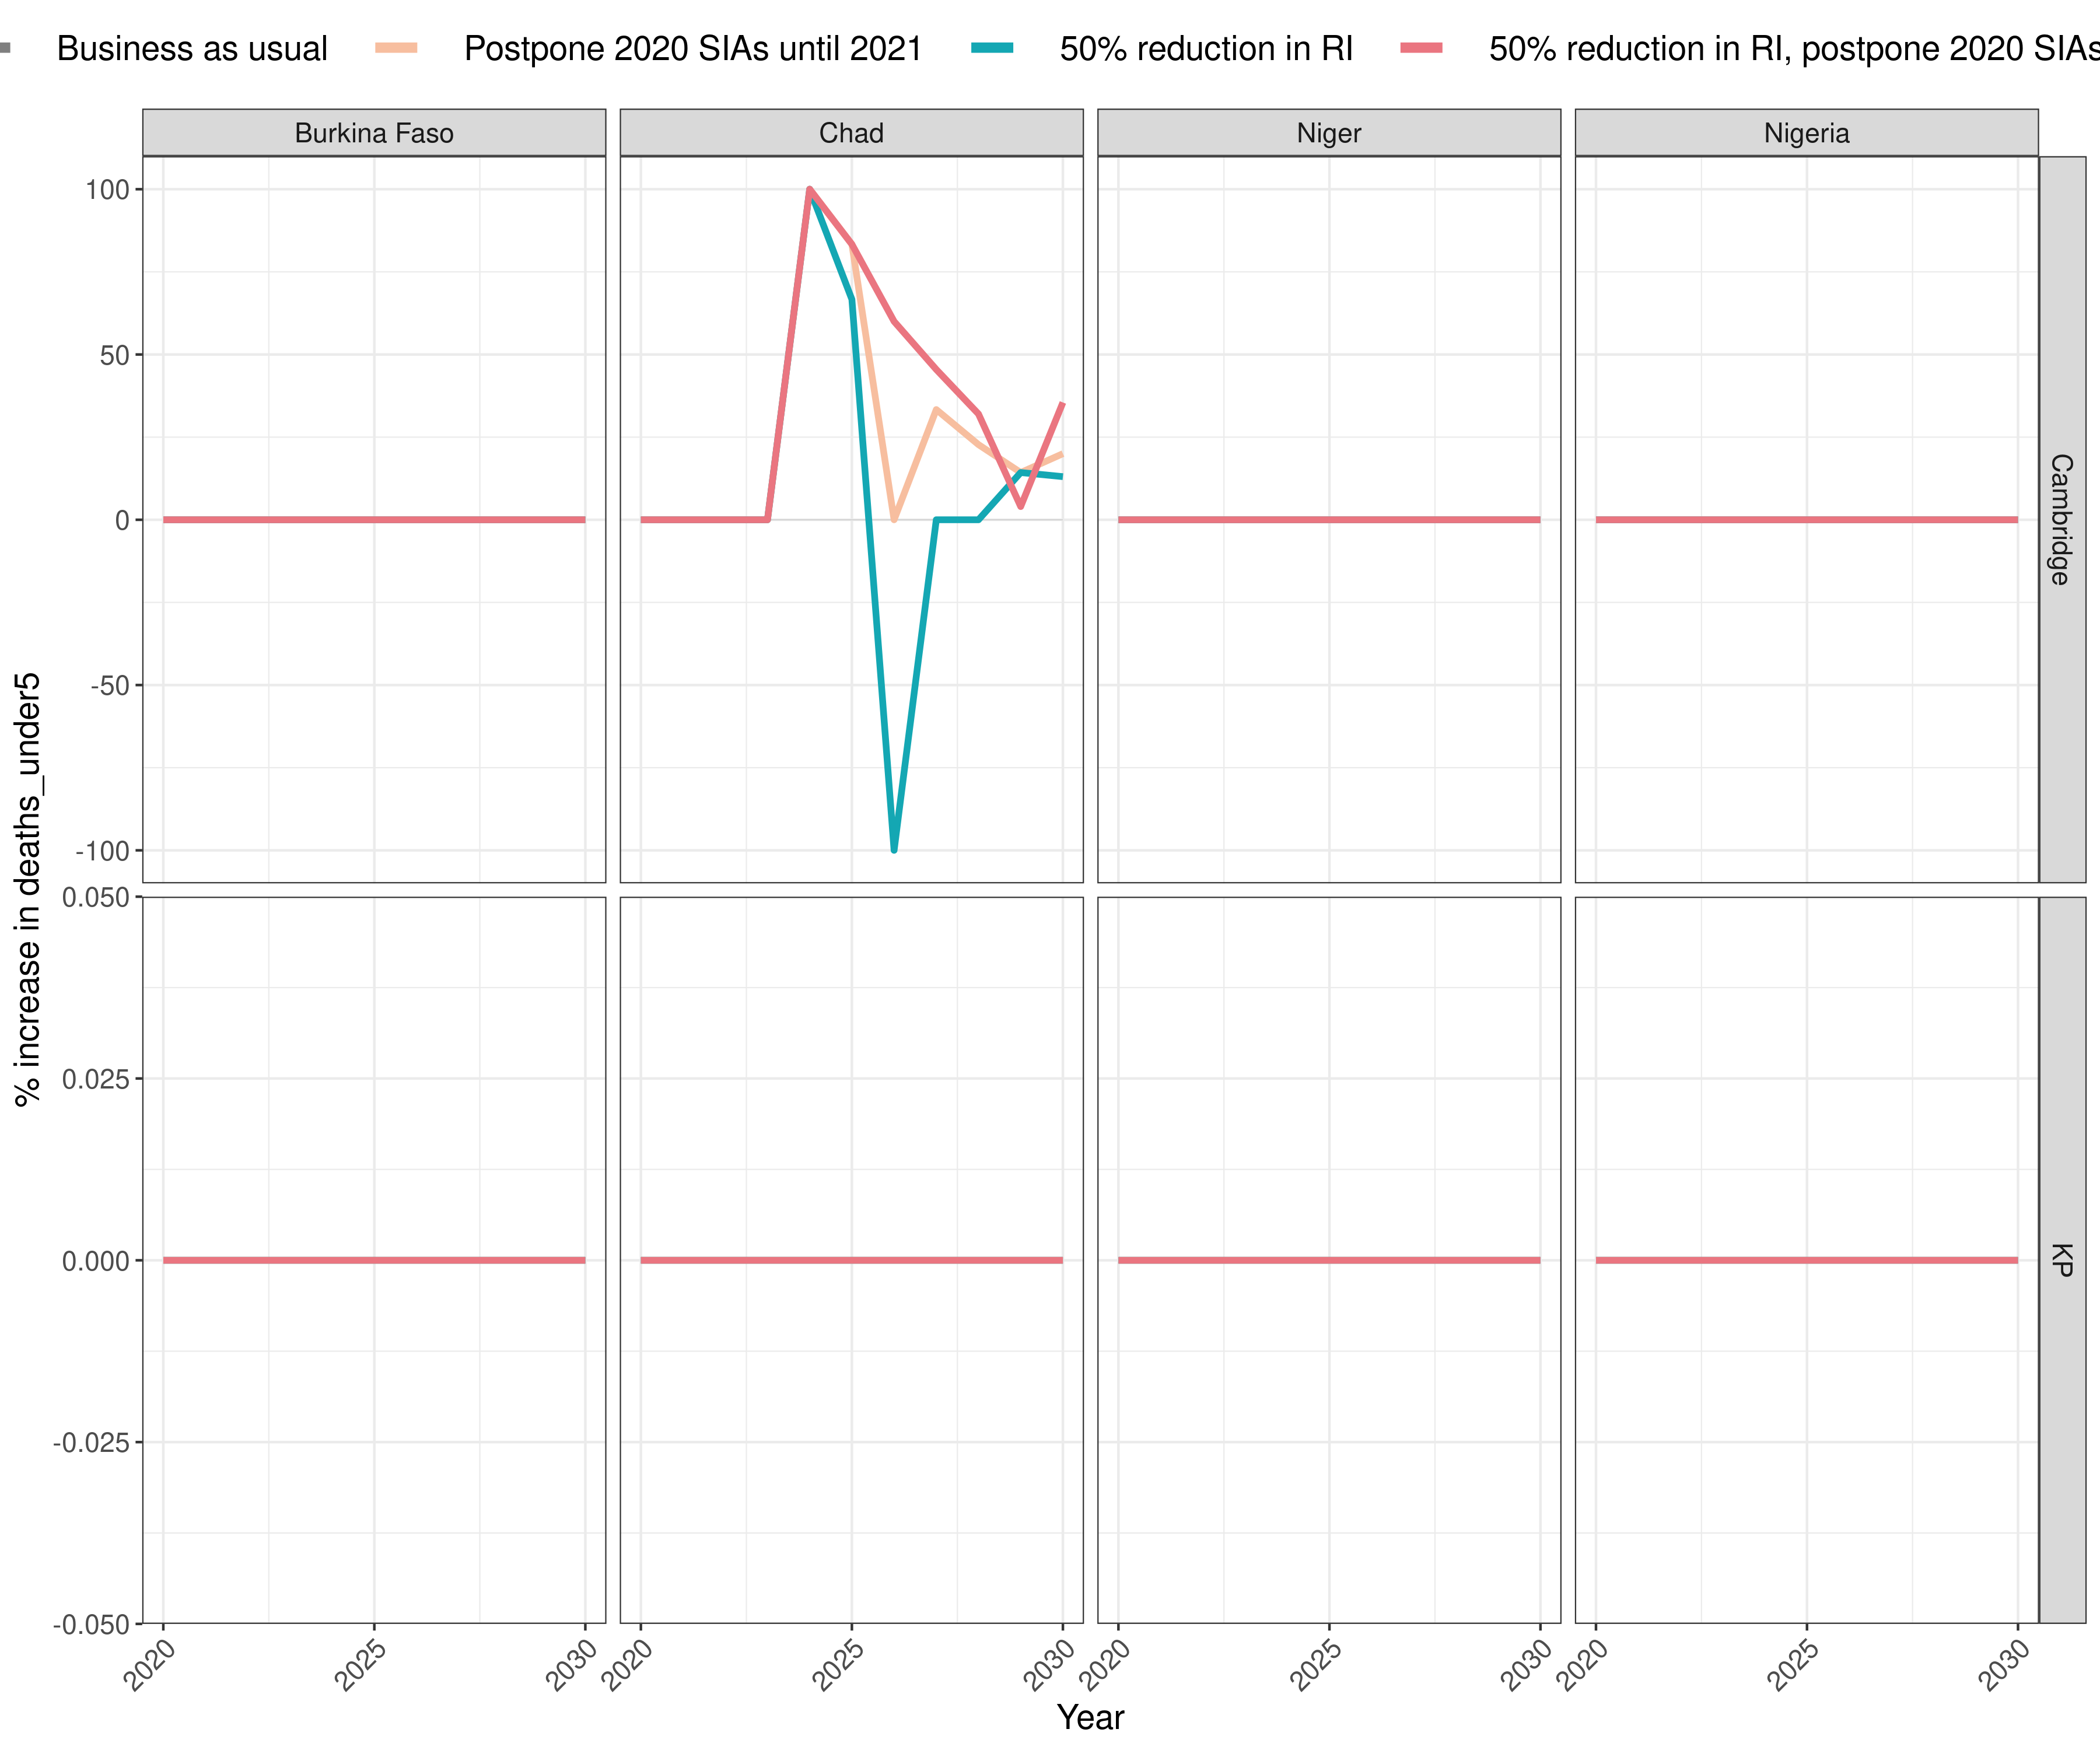 Business as usual Postpone 2020 SIAs until 2021 50% reduction in RI 50% reduction in RI, postpone 2020 SIAs
Burkina Faso Chad Niger Nigeria
100
50
0
-50
-100
Cambridge
0.050
0.025
0.000
-0.025
-0.050
KP
% increase in deaths_under5
2020 2025 2030 2020 2025 2030 2020 2025 2030 2020 2025 2030
Year